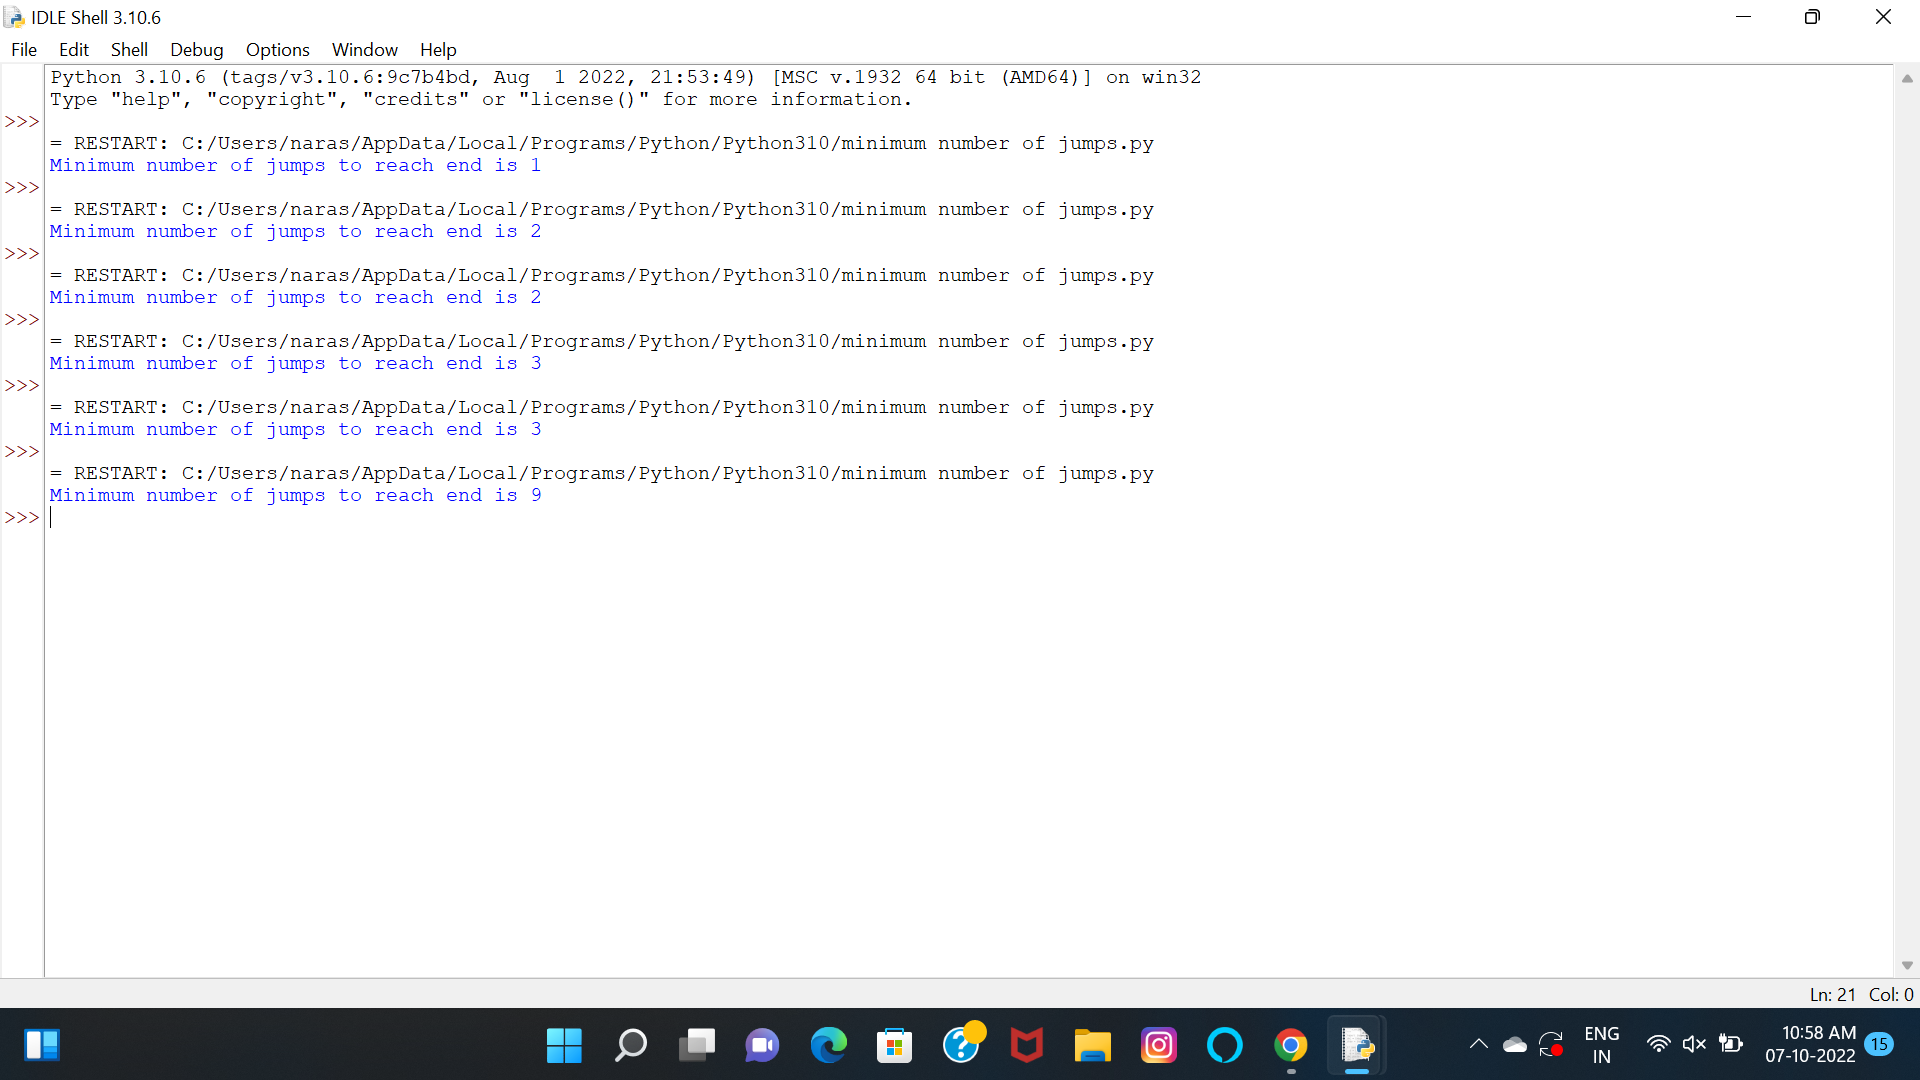 IDLE Shell 3.10.6
File Edit Shell Debug Options Window Help
Python 3.10.6 (tags/v3.10.6:9c7b4bd, Aug  1 2022, 21:53:49) [MSC v.1932 64 bit (AMD64)] on win32
Type "help", "copyright", "credits" or "license()" for more information.
>>>
= RESTART: C:/Users/naras/AppData/Local/Programs/Python/Python310/minimum number of jumps.py
Minimum number of jumps to reach end is 1
>>>
= RESTART: C:/Users/naras/AppData/Local/Programs/Python/Python310/minimum number of jumps.py
Minimum number of jumps to reach end is 2
>>>
= RESTART: C:/Users/naras/AppData/Local/Programs/Python/Python310/minimum number of jumps.py
Minimum number of jumps to reach end is 2
>>>
= RESTART: C:/Users/naras/AppData/Local/Programs/Python/Python310/minimum number of jumps.py
Minimum number of jumps to reach end is 3
>>>
= RESTART: C:/Users/naras/AppData/Local/Programs/Python/Python310/minimum number of jumps.py
Minimum number of jumps to reach end is 3
>>>
= RESTART: C:/Users/naras/AppData/Local/Programs/Python/Python310/minimum number of jumps.py
Minimum number of jumps to reach end is 9
>>>
Ln: 21 Col: 0
ENG 10:58 AM
IN 07-10-2022 15